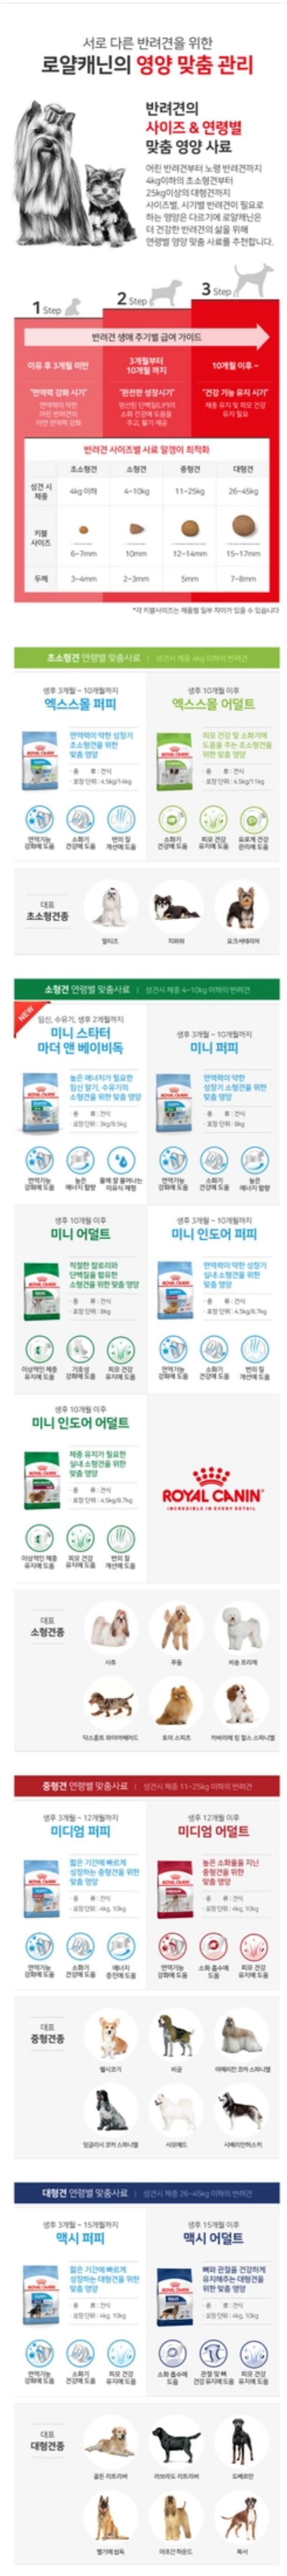 서로 다른 반려견을 위한
로얄캐닌의 영양 맞춤 관리
반려견의
사이즈 & 연령별
맞춤 영양 사료
어린 반려견부터 노령 반려견까지
4kg이하의 초소형견부터
25kg이상의 대형견까지
사이즈별, 시기별 반려견이 필요로
하는 영양은 다르기에 로얄캐닌은
더 건강한 반려견의 삶을 위해
연령별 영양 맞춤 사료를 추천합니다.
1 Step
2 Step
3 Step
반려견 생애 주기별 급여 가이드
이유 후 3개월 미만
3개월부터
10개월 까지
10개월 이후 ~
"면역력 강화 시기"
"완전한 성장시기"
"건강 기능 유지 시기"
반려견 사이즈별 사료 알갱이 최적화
초소형견 소형견 중형견 대형견
성견 시
체중
4kg 이하 4~10kg 11~25kg 26~45kg
키블
사이즈
6~7mm 10mm 12~14mm 15~17mm
두께 3~4mm 2~3mm 5mm 7~8mm
*각 키블사이즈는 제품별 일부 차이가 있을 수 있습니다
초소형견 연령별 맞춤사료 | 성견시 체중 4kg 이하의 반려견
생후 3개월 ~ 10개월까지
엑스스몰 퍼피
면역력이 약한 성장기
초소형견을 위한
맞춤 영양
· 종 류 : 건식
· 포장 단위 : 4.5kg/14kg
면역기능
강화에 도움
소화기
건강에 도움
변의 질
개선에 도움
생후 10개월 이후
엑스스몰 어덜트
피모 건강 및 소화기에
도움을 주는 초소형견을
위한 맞춤 영양
· 종 류 : 건식
· 포장 단위 : 4.5kg/11kg
소화기
건강에 도움
피모 건강
유지에 도움
요로계 건강
관리에 도움
대표
초소형견종
말티즈
치와와
요크셔테리어
소형견 연령별 맞춤사료 | 성견시 체중 4~10kg 이하의 반려견
NEW
임신, 수유기, 생후 2개월까지
미니 스타터
마더 앤 베이비독
높은 에너지가 필요한
임신 말기, 수유기의
소형견을 위한 맞춤 영양
· 종 류 : 건식
· 포장 단위 : 3kg/8.5kg
면역기능
강화에 도움
높은
에너지 함량
물에 잘 불어나는
이유식 제형
생후 3개월 ~ 10개월까지
미니 퍼피
면역력이 약한
성장기 소형견을 위한
맞춤 영양
· 종 류 : 건식
· 포장 단위 : 8kg
면역기능
강화에 도움
소화기
건강에 도움
높은
에너지 함량
생후 10개월 이후
미니 어덜트
적절한 칼로리와
단백질을 함유한
소형견을 위한 맞춤 영양
· 종 류 : 건식
· 포장 단위 : 8kg
이상적인 체중
유지에 도움
기호성
강화에 도움
피모 건강
유지에 도움
생후 3개월 ~ 10개월까지
미니 인도어 퍼피
면역력이 약한 성장기
실내 소형견을 위한
맞춤 영양
· 종 류 : 건식
· 포장 단위 : 4.5kg/8.7kg
면역기능
강화에 도움
소화기
건강에 도움
변의 질
개선에 도움
생후 10개월 이후
미니 인도어 어덜트
체중 유지가 필요한
실내 소형견을 위한
맞춤 영양
· 종 류 : 건식
· 포장 단위 : 4.5kg/8.7kg
이상적인 체중
유지에 도움
피모 건강
유지에 도움
변의 질
개선에 도움
ROYAL CANIN
INCREDIBLE IN EVERY DETAIL
대표
소형견종
시츄
푸들
비숑 프리제
닥스훈트 와이어헤어드
토이 스피츠
카바리에 킹 찰스 스파니엘
중형견 연령별 맞춤사료 | 성견시 체중 11~25kg 이하의 반려견
생후 3개월 ~ 12개월까지
미디엄 퍼피
짧은 기간에 빠르게
성장하는 중형견을 위한
맞춤 영양
· 종 류 : 건식
· 포장 단위 : 4kg, 10kg
면역기능
강화에 도움
소화기
건강에 도움
에너지
충전에 도움
생후 12개월 이후
미디엄 어덜트
높은 소화율을 지닌
중형견을 위한
맞춤 영양
· 종 류 : 건식
· 포장 단위 : 4kg, 10kg
면역기능
강화에 도움
소화 흡수에
도움
피모 건강
유지에 도움
대표
중형견종
웰시코기
비글
아메리칸 코카 스파니엘
잉글리시 코카 스파니엘
사모예드
시베리안허스키
대형견 연령별 맞춤사료 | 성견시 체중 26~45kg 이하의 반려견
생후 3개월 ~ 15개월까지
맥시 퍼피
짧은 기간에 빠르게
성장하는 대형견을 위한
맞춤 영양
· 종 류 : 건식
· 포장 단위 : 4kg, 10kg
면역기능
강화에 도움
소화기
건강에 도움
피모 건강
유지에 도움
생후 15개월 이후
맥시 어덜트
뼈와 관절을 건강하게
유지해주는 대형견을
위한 맞춤 영양
· 종 류 : 건식
· 포장 단위 : 4kg, 10kg
소화 흡수에
도움
관절 및 뼈
건강 유지에 도움
피모 건강
유지에 도움
대표
대형견종
골든 리트리버
라브라도 리트리버
도베르만
벨기에 쉽독
아프간 하운드
복서